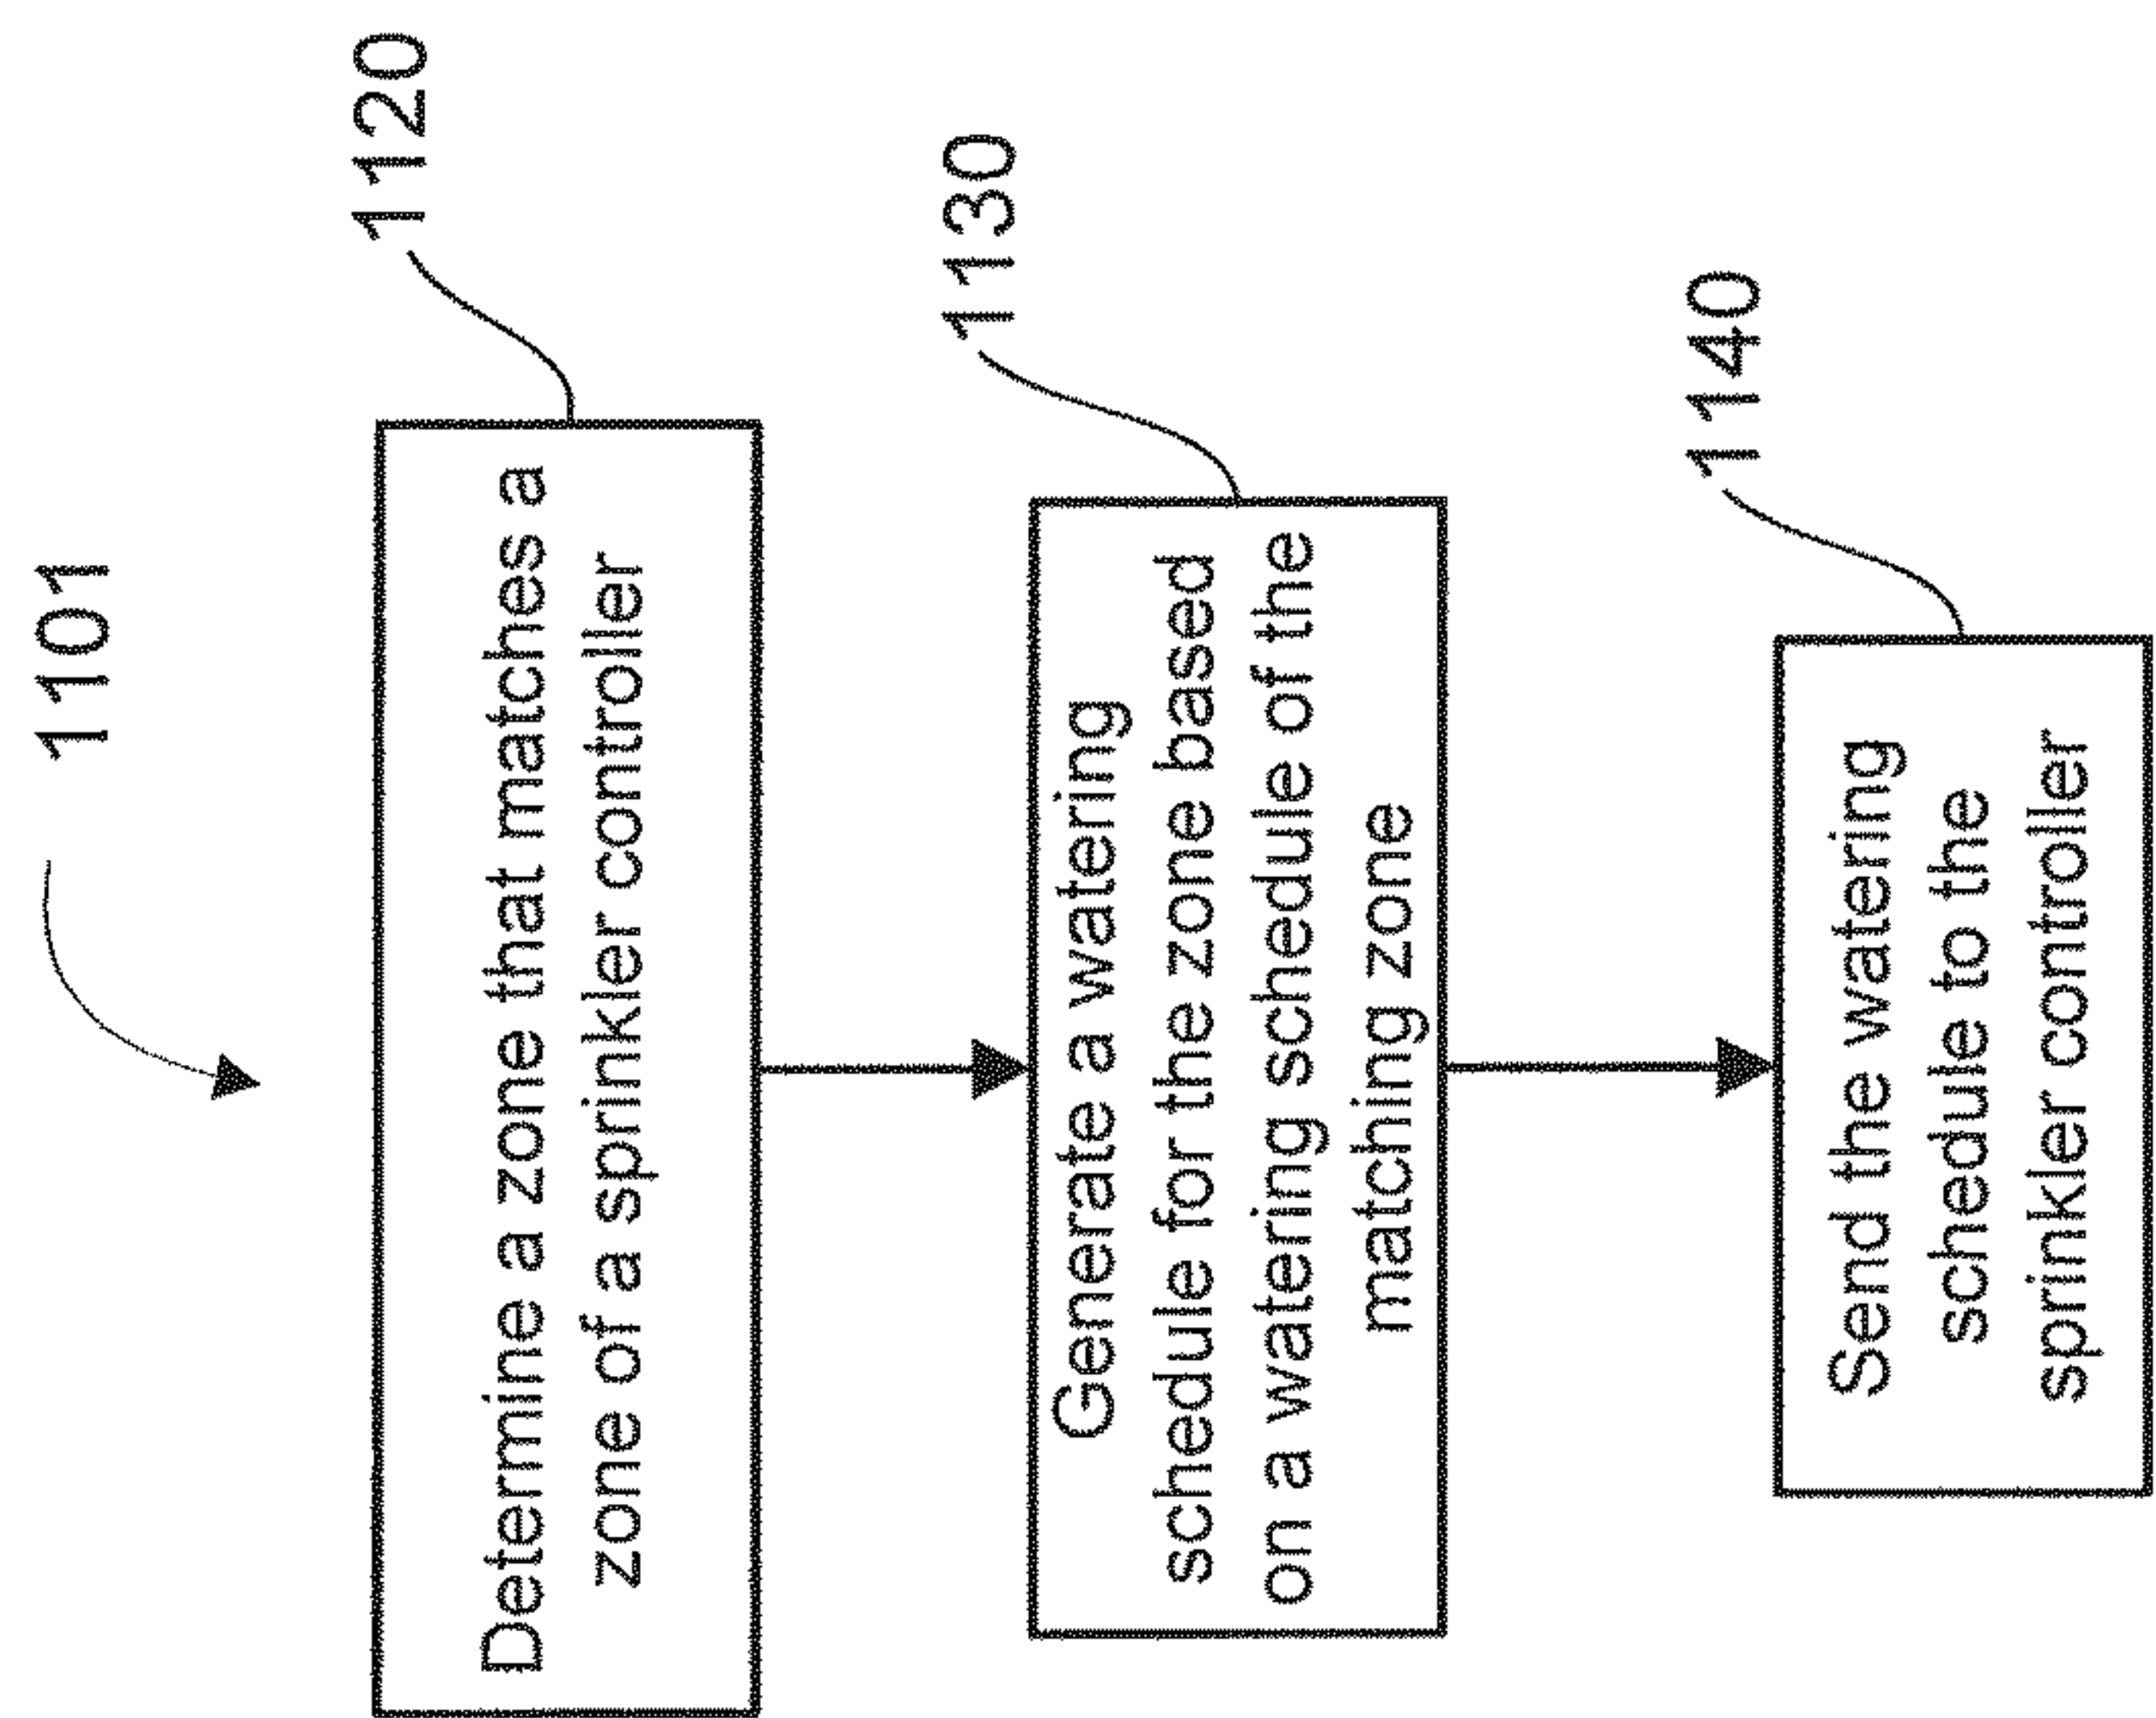 1101
1120
Determine a zone that matches a
zone of a sprinkler controller
1130
Generate a watering
schedule for the zone based
on a watering schedule of the
matching zone
1140
Send the watering
schedule to the
sprinkler controller